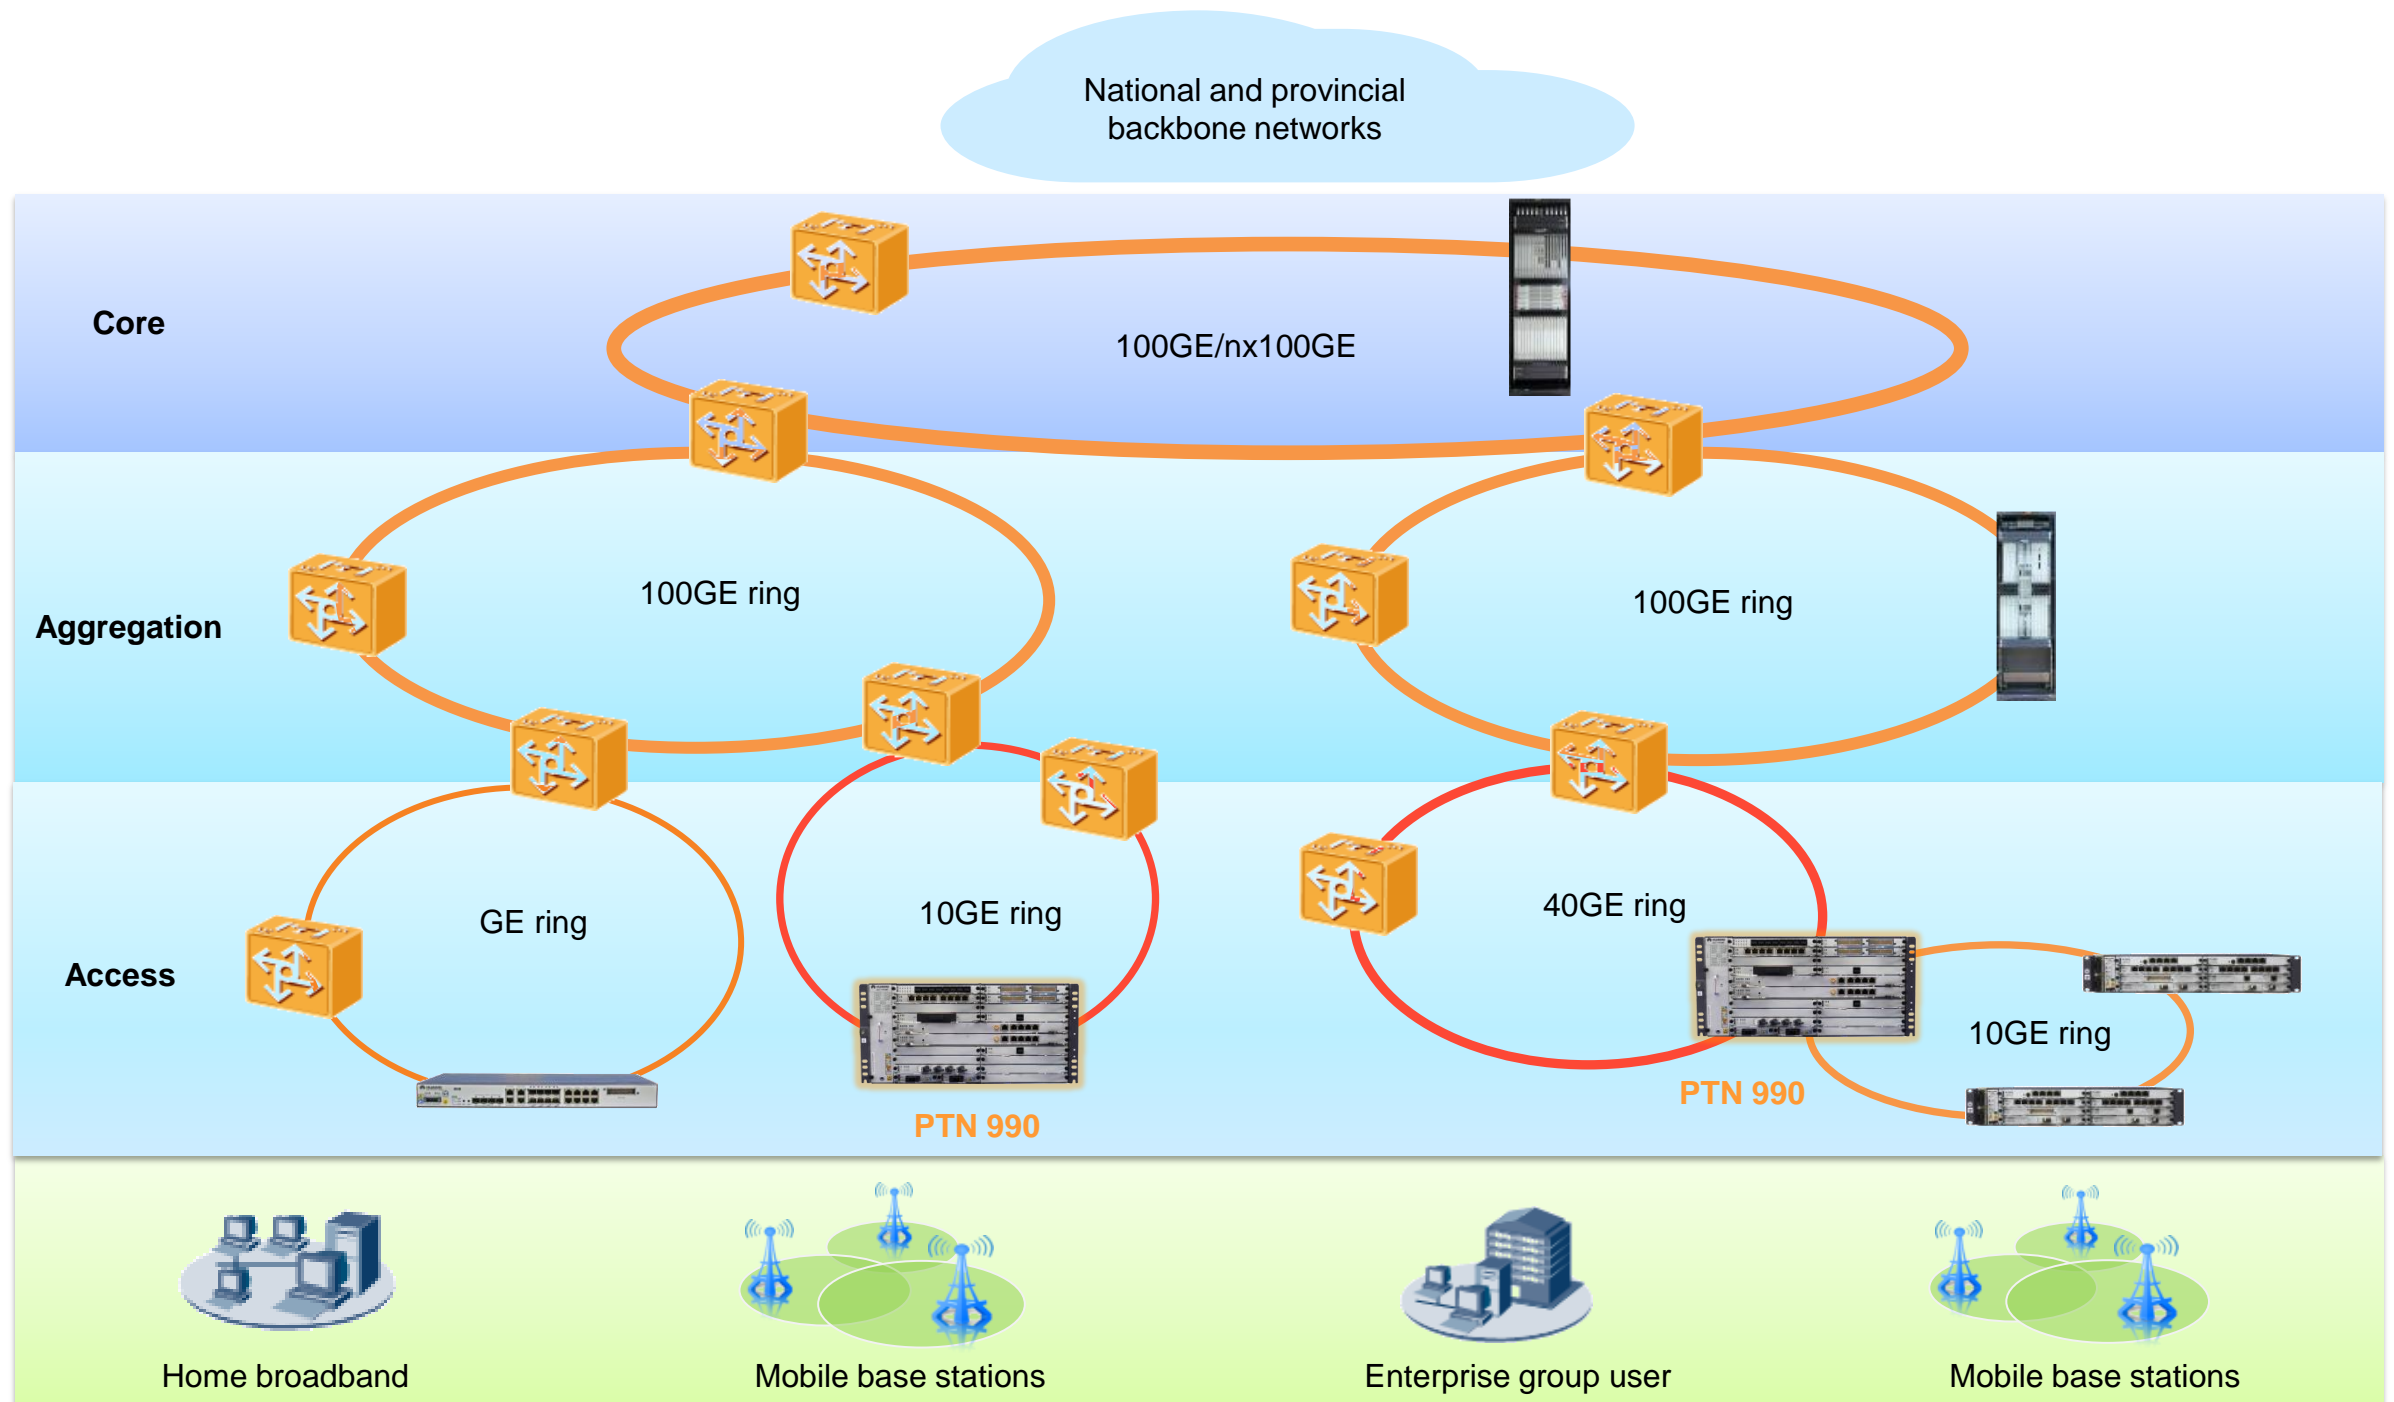 National and provincial
backbone networks
Core
100GE/nx100GE
Aggregation
100GE ring
100GE ring
Access
GE ring
10GE ring
40GE ring
10GE ring
PTN 990
PTN 990
Home broadband
Mobile base stations
Enterprise group user
Mobile base stations